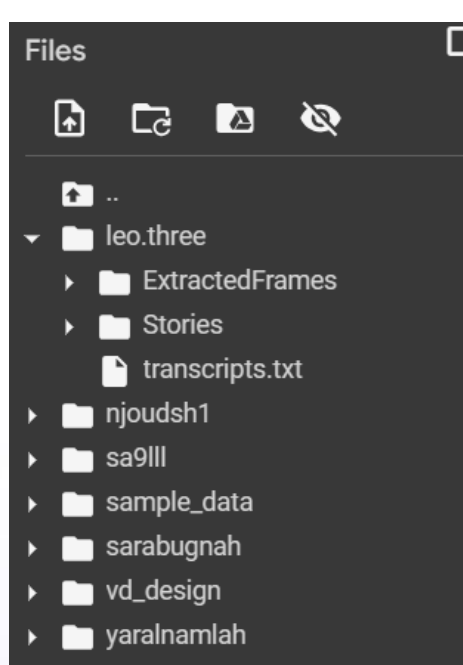 Files
..
leo.three
ExtractedFrames
Stories
transcripts.txt
njoudsh1
sa9lll
sample_data
sarabugnah
vd_design
yaralnamlah